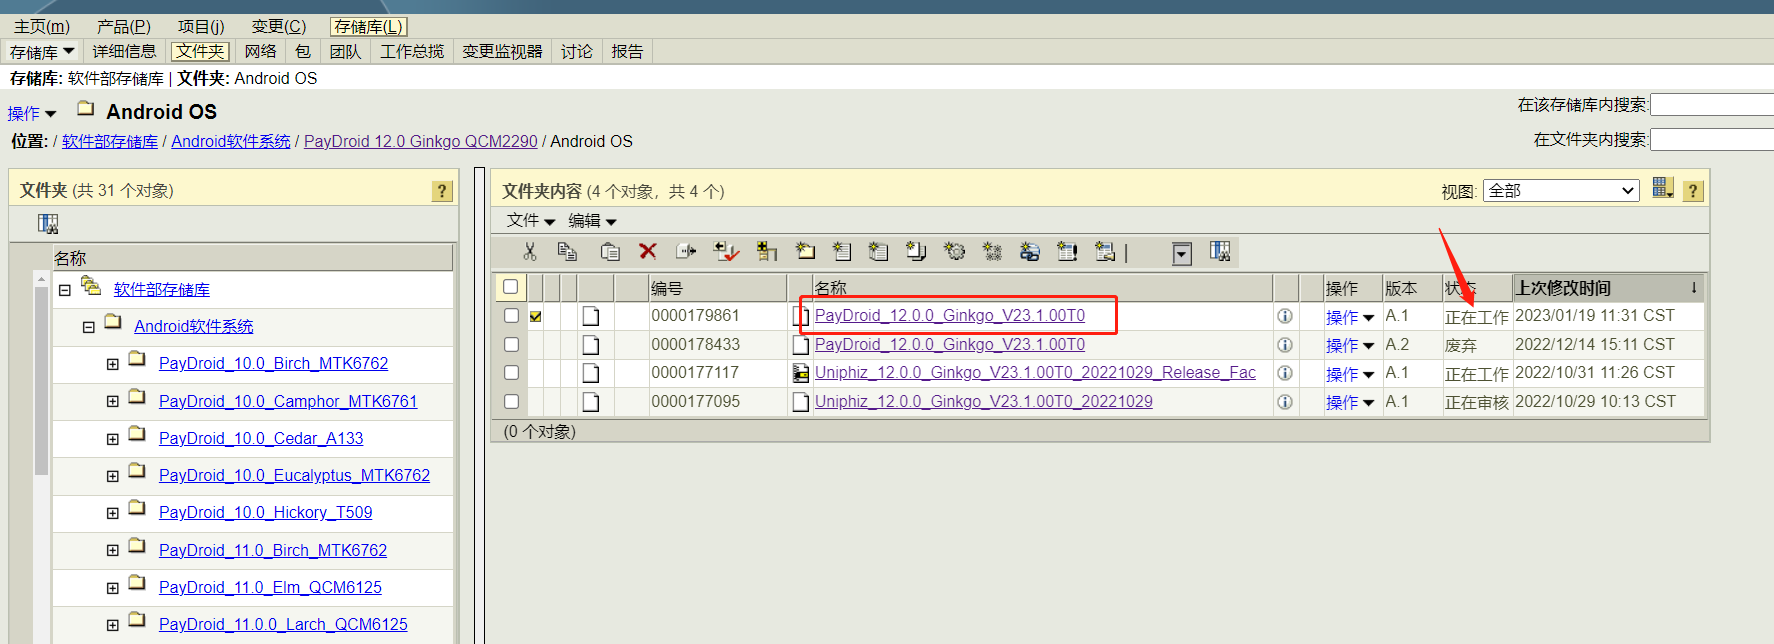 主页(m) 产品(P) 项目(j) 变更(C) 存储库(L)
存储库 详细信息 文件夹 网络 包 团队 工作总揽 变更监视器 讨论 报告
存储库: 软件部存储库 | 文件夹: Android OS
操作 Android OS
在该存储库内搜索:
位置: / 软件部存储库 / Android软件系统 / PayDroid 12.0 Ginkgo QCM2290 / Android OS
在文件夹内搜索:
文件夹 (共 31 个对象) ?
名称
软件部存储库
Android软件系统
PayDroid_10.0_Birch_MTK6762
PayDroid_10.0_Camphor_MTK6761
PayDroid_10.0_Cedar_A133
PayDroid_10.0_Eucalyptus_MTK6762
PayDroid_10.0_Hickory_T509
PayDroid_11.0_Birch_MTK6762
PayDroid_11.0_Elm_QCM6125
PayDroid_11.0.0_Larch_QCM6125
文件夹内容 (4 个对象，共 4 个) 视图: 全部 ?
文件 编辑
编号 名称 操作 版本 状态 上次修改时间 ↓
0000179861 PayDroid_12.0.0_Ginkgo_V23.1.00T0 操作 A.1 正在工作 2023/01/19 11:31 CST
0000178433 PayDroid_12.0.0_Ginkgo_V23.1.00T0 操作 A.2 废弃 2022/12/14 15:11 CST
0000177117 Uniphiz_12.0.0_Ginkgo_V23.1.00T0_20221029_Release_Fac 操作 A.1 正在工作 2022/10/31 11:26 CST
0000177095 Uniphiz_12.0.0_Ginkgo_V23.1.00T0_20221029 操作 A.1 正在审核 2022/10/29 10:13 CST
(0 个对象)